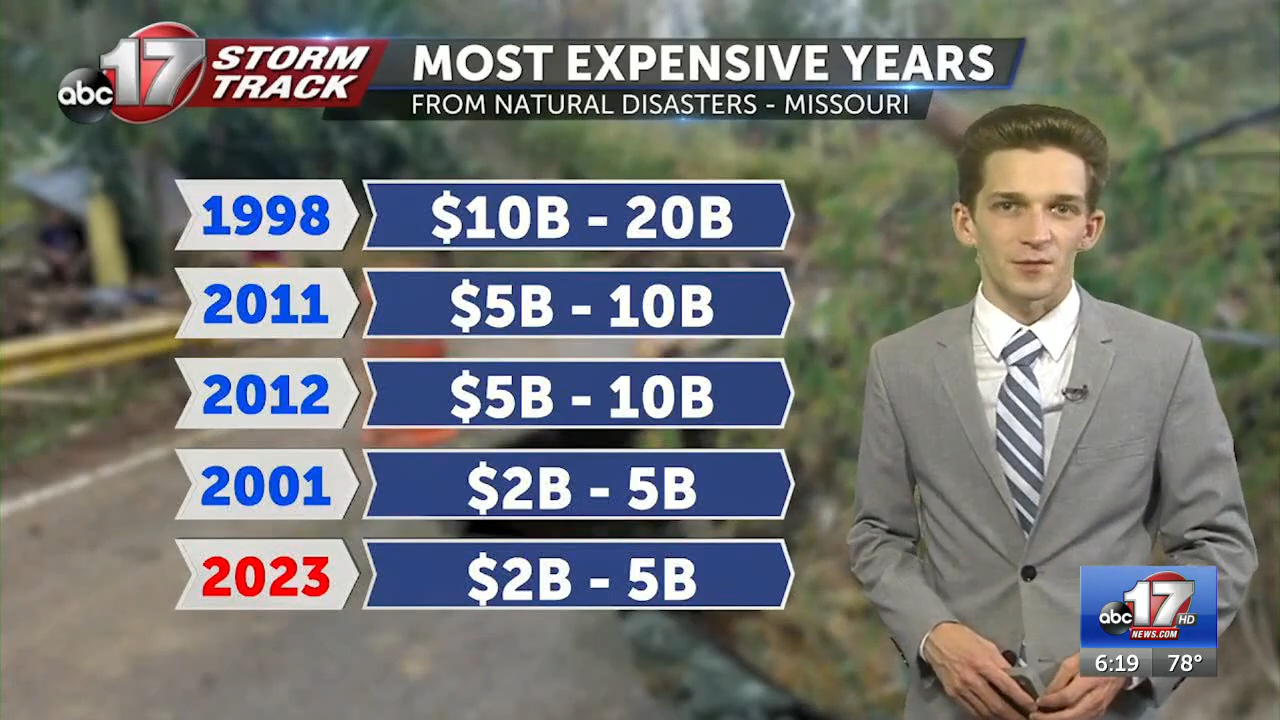 abc 17 STORM TRACK
MOST EXPENSIVE YEARS
FROM NATURAL DISASTERS - MISSOURI
1998 $10B - 20B
2011 $5B - 10B
2012 $5B - 10B
2001 $2B - 5B
2023 $2B - 5B
abc 17 HD
NEWS.COM
6:19 78°